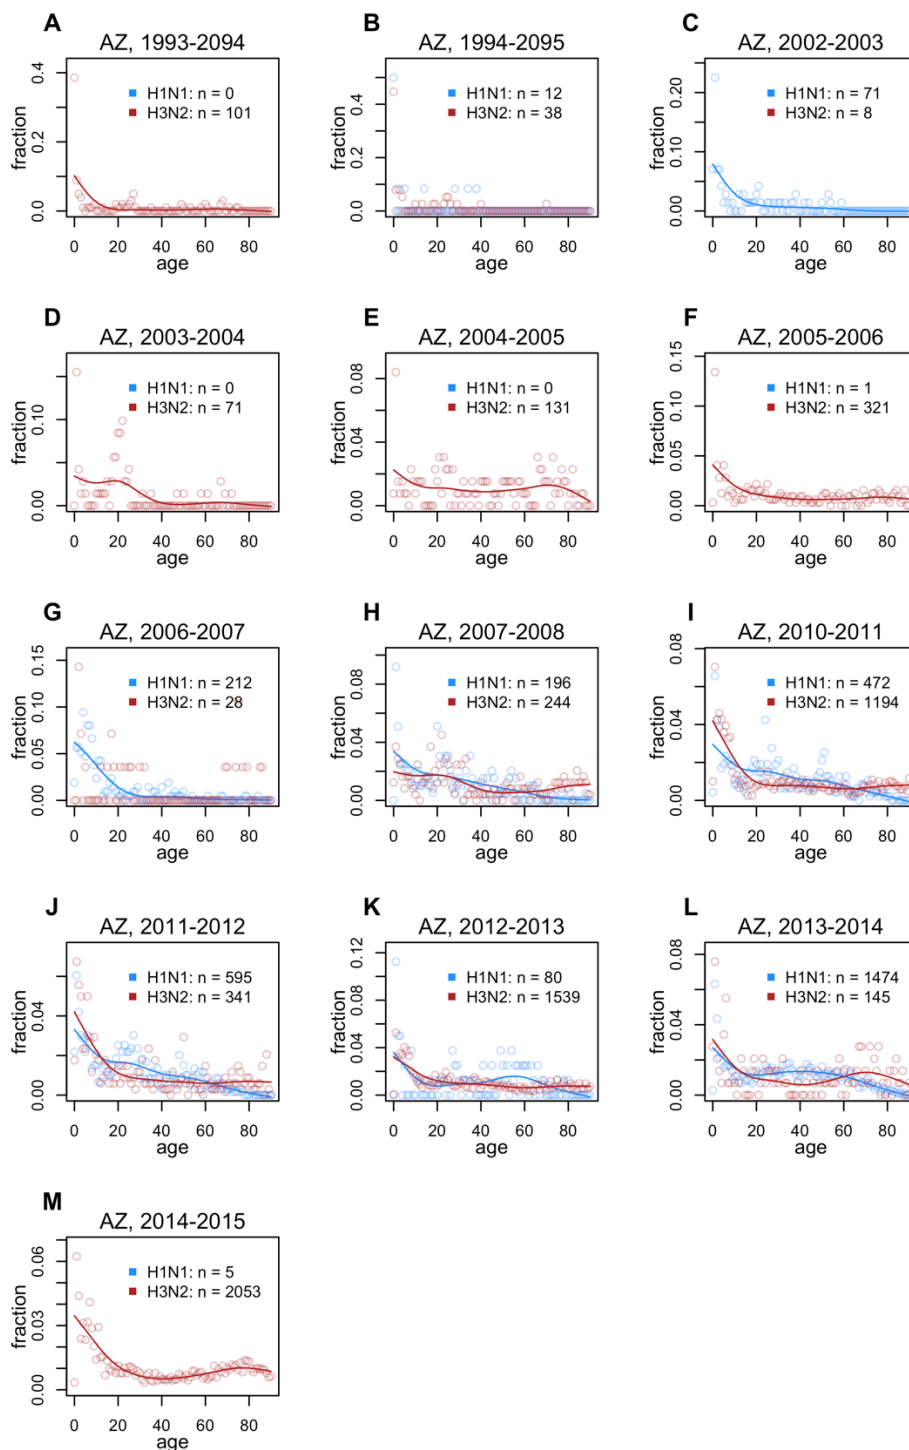 A B C
AZ, 1993-2094 AZ, 1994-2095 AZ, 2002-2003
fraction 0.0 0.2 0.4 H1N1: n = 0 H3N2: n = 101 0 20 40 60 80 age
fraction 0.0 0.2 0.4 H1N1: n = 12 H3N2: n = 38 0 20 40 60 80 age
fraction 0.00 0.10 0.20 H1N1: n = 71 H3N2: n = 8 0 20 40 60 80 age
D E F
AZ, 2003-2004 AZ, 2004-2005 AZ, 2005-2006
fraction 0.00 0.10 H1N1: n = 0 H3N2: n = 71 0 20 40 60 80 age
fraction 0.00 0.04 0.08 H1N1: n = 0 H3N2: n = 131 0 20 40 60 80 age
fraction 0.00 0.05 0.10 0.15 H1N1: n = 1 H3N2: n = 321 0 20 40 60 80 age
G H I
AZ, 2006-2007 AZ, 2007-2008 AZ, 2010-2011
fraction 0.00 0.05 0.10 0.15 H1N1: n = 212 H3N2: n = 28 0 20 40 60 80 age
fraction 0.00 0.04 0.08 H1N1: n = 196 H3N2: n = 244 0 20 40 60 80 age
fraction 0.00 0.04 0.08 H1N1: n = 472 H3N2: n = 1194 0 20 40 60 80 age
J K L
AZ, 2011-2012 AZ, 2012-2013 AZ, 2013-2014
fraction 0.00 0.04 H1N1: n = 595 H3N2: n = 341 0 20 40 60 80 age
fraction 0.00 0.04 0.08 0.12 H1N1: n = 80 H3N2: n = 1539 0 20 40 60 80 age
fraction 0.00 0.04 0.08 H1N1: n = 1474 H3N2: n = 145 0 20 40 60 80 age
M
AZ, 2014-2015
fraction 0.00 0.03 0.06 H1N1: n = 5 H3N2: n = 2053 0 20 40 60 80 age